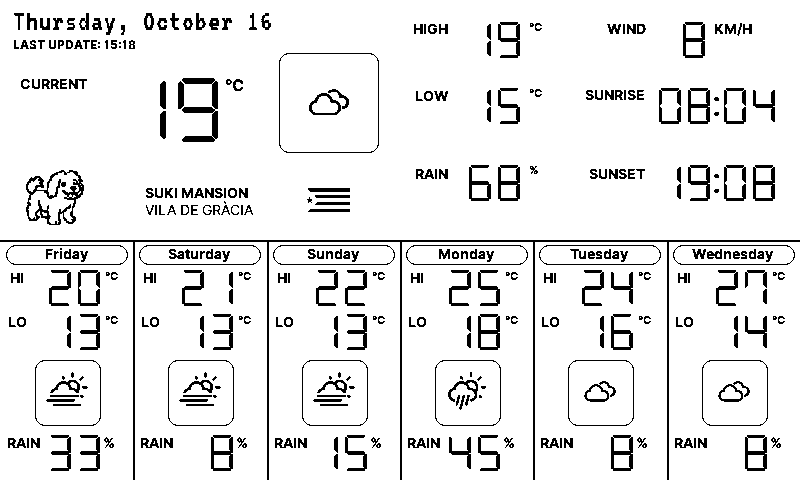 Thursday, October 16
LAST UPDATE: 15:18
CURRENT 19 °C
SUKI MANSION
VILA DE GRÀCIA
HIGH 19 °C
LOW 15 °C
RAIN 68 %
WIND 8 KM/H
SUNRISE 08:04
SUNSET 19:08
Friday
HI 20 °C
LO 13 °C
RAIN 33 %
Saturday
HI 21 °C
LO 13 °C
RAIN 8 %
Sunday
HI 22 °C
LO 13 °C
RAIN 15 %
Monday
HI 25 °C
LO 18 °C
RAIN 45 %
Tuesday
HI 24 °C
LO 16 °C
RAIN 8 %
Wednesday
HI 27 °C
LO 14 °C
RAIN 8 %